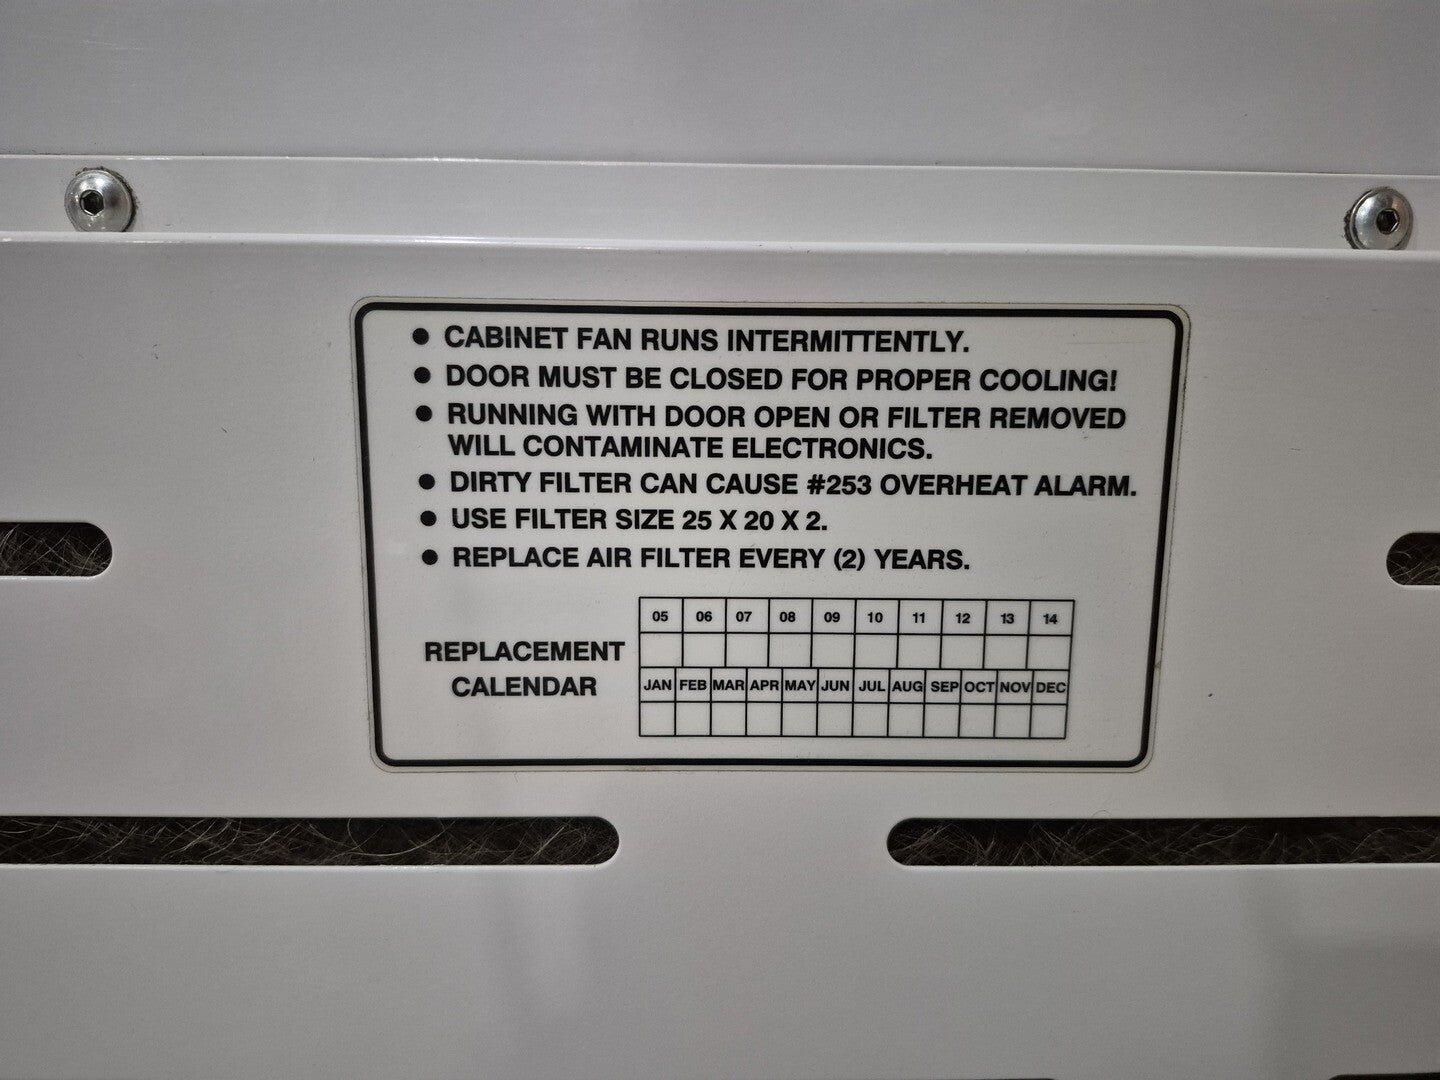 ● CABINET FAN RUNS INTERMITTENTLY.
● DOOR MUST BE CLOSED FOR PROPER COOLING!
● RUNNING WITH DOOR OPEN OR FILTER REMOVED
WILL CONTAMINATE ELECTRONICS.
● DIRTY FILTER CAN CAUSE #253 OVERHEAT ALARM.
● USE FILTER SIZE 25 X 20 X 2.
● REPLACE AIR FILTER EVERY (2) YEARS.
REPLACEMENT
CALENDAR
05 06 07 08 09 10 11 12 13 14
JAN FEB MAR APR MAY JUN JUL AUG SEP OCT NOV DEC